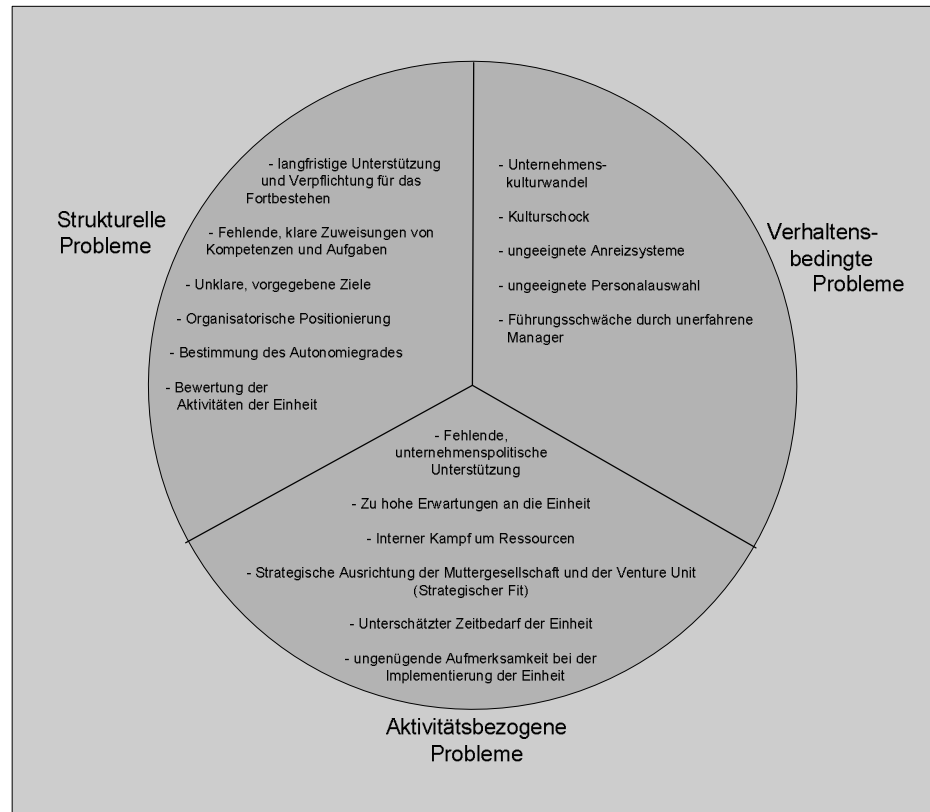 Strukturelle
Probleme
- langfristige Unterstützung
und Verpflichtung für das
Fortbestehen
- Fehlende, klare Zuweisungen von
Kompetenzen und Aufgaben
- Unklare, vorgegebene Ziele
- Organisatorische Positionierung
- Bestimmung des Autonomiegrades
- Bewertung der
Aktivitäten der Einheit
Verhaltens-
bedingte
Probleme
- Unternehmens-
kulturwandel
- Kulturschock
- ungeeignete Anreizsysteme
- ungeeignete Personalauswahl
- Führungsschwäche durch unerfahrene
Manager
- Fehlende,
unternehmenspolitische
Unterstützung
- Zu hohe Erwartungen an die Einheit
- Interner Kampf um Ressourcen
- Strategische Ausrichtung der Muttergesellschaft und der Venture Unit
(Strategischer Fit)
- Unterschätzter Zeitbedarf der Einheit
- ungenügende Aufmerksamkeit bei der
Implementierung der Einheit
Aktivitätsbezogene
Probleme